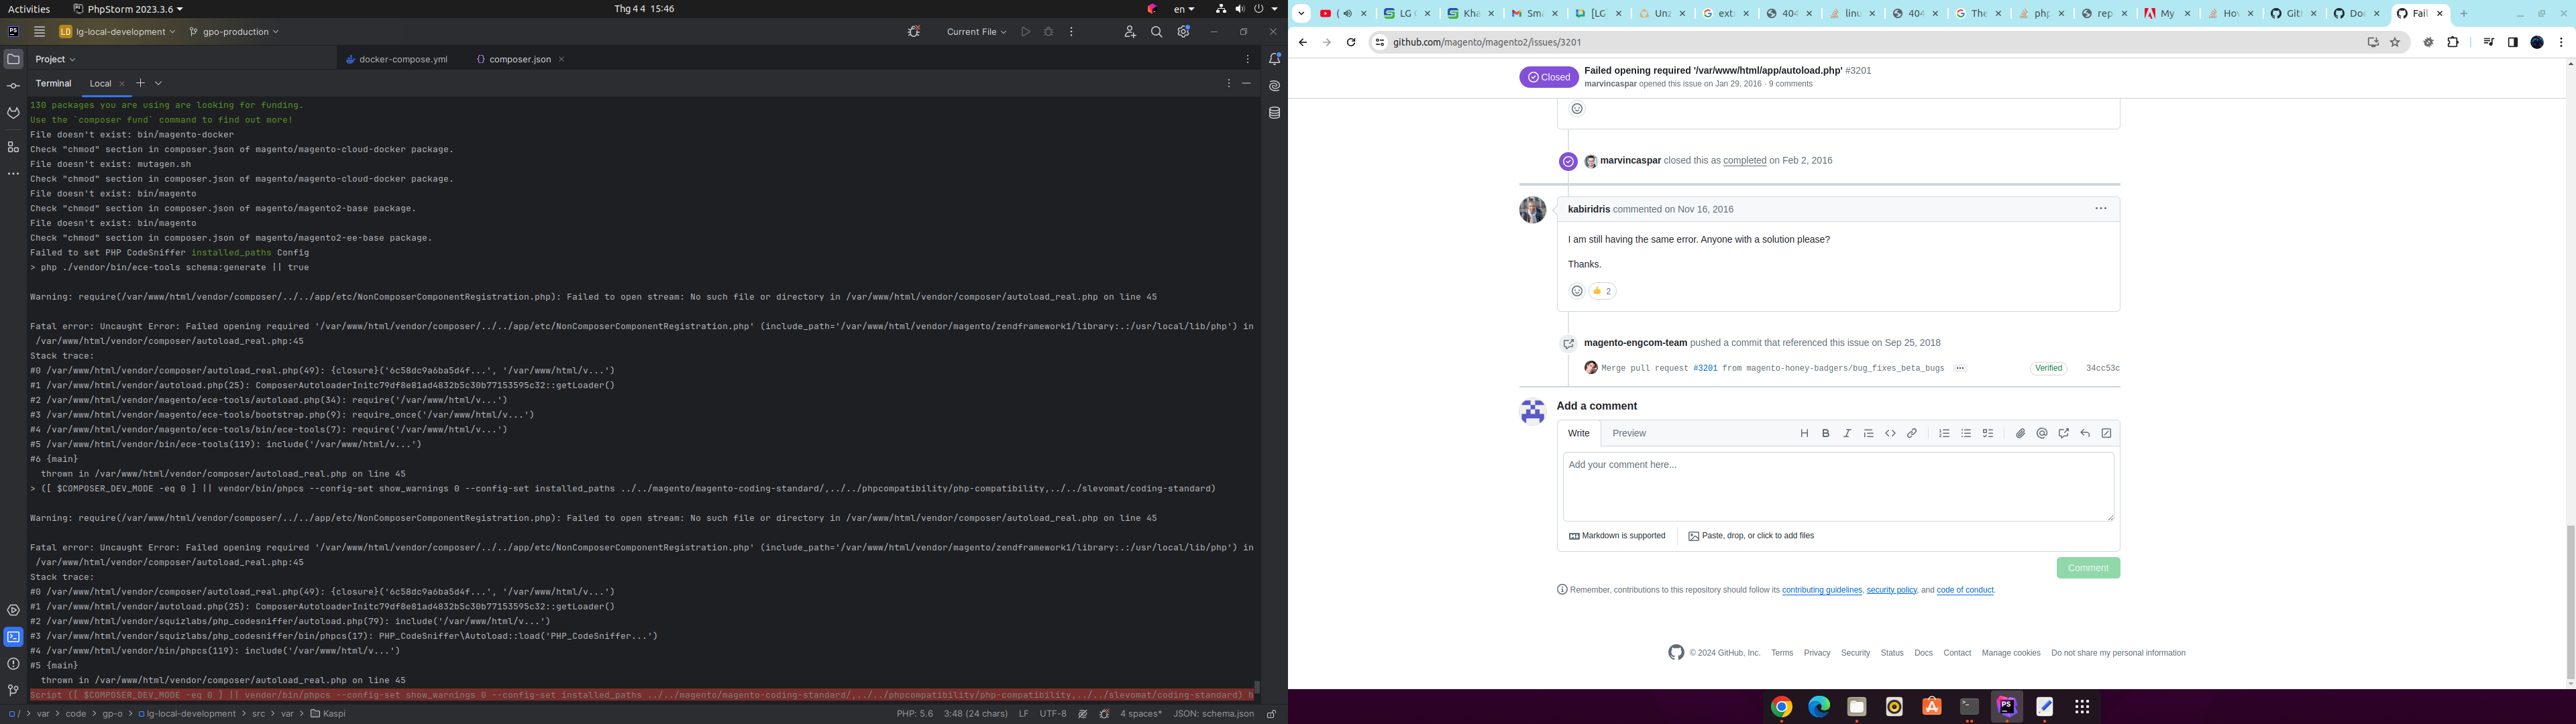 Activities
PhpStorm 2023.3.6
Thg 4 4 15:46
en
LD lg-local-development
gpo-production
Current File
Project
docker-compose.yml
composer.json
Terminal
Local
130 packages you are using are looking for funding.
Use the `composer fund` command to find out more!
File doesn't exist: bin/magento-docker
Check "chmod" section in composer.json of magento/magento-cloud-docker package.
File doesn't exist: mutagen.sh
Check "chmod" section in composer.json of magento/magento-cloud-docker package.
File doesn't exist: bin/magento
Check "chmod" section in composer.json of magento/magento2-base package.
File doesn't exist: bin/magento
Check "chmod" section in composer.json of magento/magento2-ee-base package.
Failed to set PHP CodeSniffer installed_paths Config
> php ./vendor/bin/ece-tools schema:generate || true
Warning: require(/var/www/html/vendor/composer/../../app/etc/NonComposerComponentRegistration.php): Failed to open stream: No such file or directory in /var/www/html/vendor/composer/autoload_real.php on line 45
Fatal error: Uncaught Error: Failed opening required '/var/www/html/vendor/composer/../../app/etc/NonComposerComponentRegistration.php' (include_path='/var/www/html/vendor/magento/zendframework1/library:.:/usr/local/lib/php') in
/var/www/html/vendor/composer/autoload_real.php:45
Stack trace:
#0 /var/www/html/vendor/composer/autoload_real.php(49): {closure}('6c58dc9a6ba5d4f...', '/var/www/html/v...')
#1 /var/www/html/vendor/autoload.php(25): ComposerAutoloaderInitc79df8e81ad4832b5c30b77153595c32::getLoader()
#2 /var/www/html/vendor/magento/ece-tools/autoload.php(34): require('/var/www/html/v...')
#3 /var/www/html/vendor/magento/ece-tools/bootstrap.php(9): require_once('/var/www/html/v...')
#4 /var/www/html/vendor/magento/ece-tools/bin/ece-tools(7): require('/var/www/html/v...')
#5 /var/www/html/vendor/bin/ece-tools(119): include('/var/www/html/v...')
#6 {main}
thrown in /var/www/html/vendor/composer/autoload_real.php on line 45
> ([ $COMPOSER_DEV_MODE -eq 0 ] || vendor/bin/phpcs --config-set show_warnings 0 --config-set installed_paths ../../magento/magento-coding-standard/,../../phpcompatibility/php-compatibility,../../slevomat/coding-standard)
Warning: require(/var/www/html/vendor/composer/../../app/etc/NonComposerComponentRegistration.php): Failed to open stream: No such file or directory in /var/www/html/vendor/composer/autoload_real.php on line 45
Fatal error: Uncaught Error: Failed opening required '/var/www/html/vendor/composer/../../app/etc/NonComposerComponentRegistration.php' (include_path='/var/www/html/vendor/magento/zendframework1/library:.:/usr/local/lib/php') in
/var/www/html/vendor/composer/autoload_real.php:45
Stack trace:
#0 /var/www/html/vendor/composer/autoload_real.php(49): {closure}('6c58dc9a6ba5d4f...', '/var/www/html/v...')
#1 /var/www/html/vendor/autoload.php(25): ComposerAutoloaderInitc79df8e81ad4832b5c30b77153595c32::getLoader()
#2 /var/www/html/vendor/squizlabs/php_codesniffer/autoload.php(79): include('/var/www/html/v...')
#3 /var/www/html/vendor/squizlabs/php_codesniffer/bin/phpcs(17): PHP_CodeSniffer\Autoload::load('PHP_CodeSniffer...')
#4 /var/www/html/vendor/bin/phpcs(119): include('/var/www/html/v...')
#5 {main}
thrown in /var/www/html/vendor/composer/autoload_real.php on line 45
Script ([ $COMPOSER_DEV_MODE -eq 0 ] || vendor/bin/phpcs --config-set show_warnings 0 --config-set installed_paths ../../magento/magento-coding-standard/,../../phpcompatibility/php-compatibility,../../slevomat/coding-standard) h
/ > var > code > gp-o > lg-local-development > src > var > Kaspi
PHP: 5.6 3:48 (24 chars) LF UTF-8 4 spaces* JSON: schema.json
LG Kha Sma [LG Unz ext 404 linu 404 The php rep My Ho Git Doc Fail
github.com/magento/magento2/issues/3201
Closed
Failed opening required '/var/www/html/app/autoload.php' #3201
marvincaspar opened this issue on Jan 29, 2016 · 9 comments
marvincaspar closed this as completed on Feb 2, 2016
kabiridris commented on Nov 16, 2016
I am still having the same error. Anyone with a solution please?
Thanks.
2
magento-engcom-team pushed a commit that referenced this issue on Sep 25, 2018
Merge pull request #3201 from magento-honey-badgers/bug_fixes_beta_bugs
Verified
34cc53c
Add a comment
Write
Preview
Add your comment here...
Markdown is supported
Paste, drop, or click to add files
Comment
Remember, contributions to this repository should follow its contributing guidelines, security policy, and code of conduct.
© 2024 GitHub, Inc. Terms Privacy Security Status Docs Contact Manage cookies Do not share my personal information